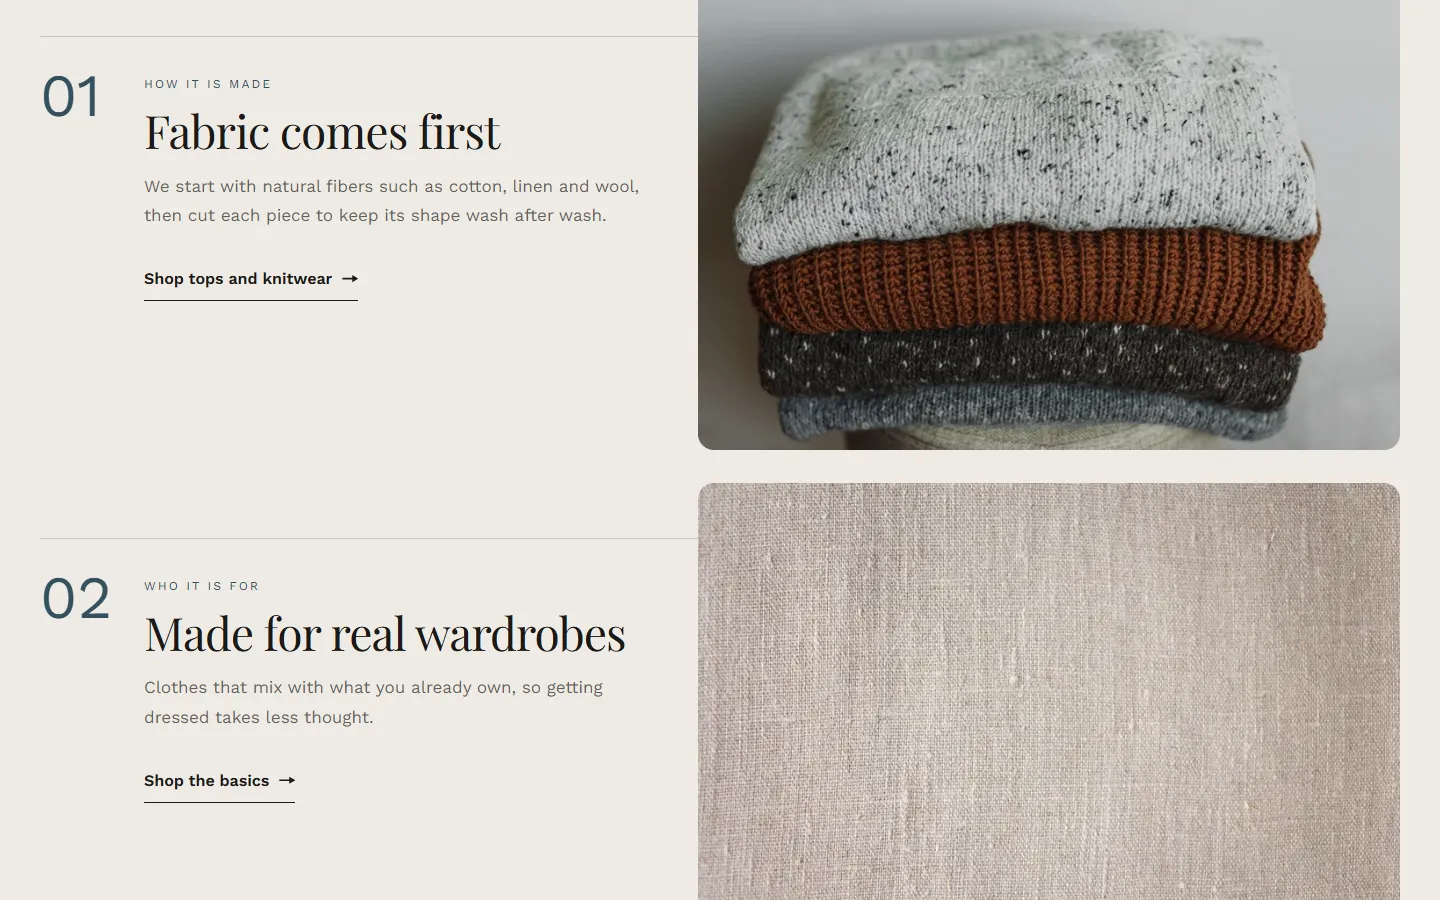 01
HOW IT IS MADE
Fabric comes first
We start with natural fibers such as cotton, linen and wool,
then cut each piece to keep its shape wash after wash.
Shop tops and knitwear →
02
WHO IT IS FOR
Made for real wardrobes
Clothes that mix with what you already own, so getting
dressed takes less thought.
Shop the basics →